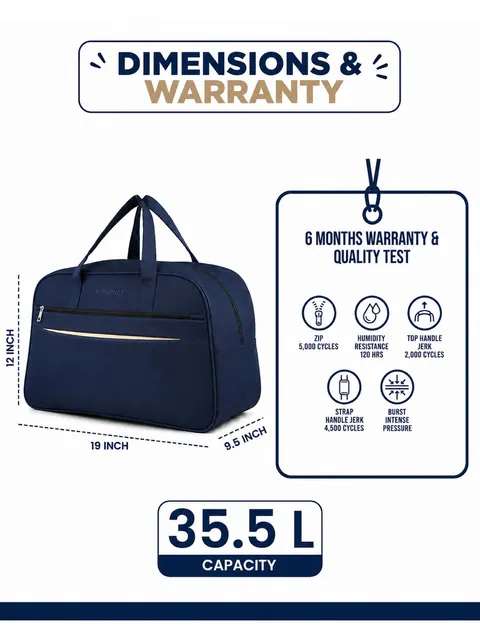 DIMENSIONS &
WARRANTY
6 MONTHS WARRANTY &
QUALITY TEST
ZIP
5,000 CYCLES
HUMIDITY
RESISTANCE
120 HRS
TOP HANDLE
JERK
2,000 CYCLES
STRAP
HANDLE JERK
4,500 CYCLES
BURST
INTENSE
PRESSURE
12 INCH
19 INCH
9.5 INCH
35.5 L
CAPACITY